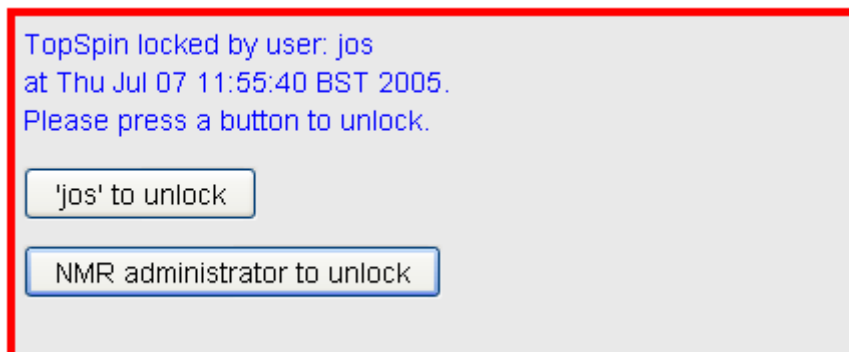 TopSpin locked by user: jos
at Thu Jul 07 11:55:40 BST 2005.
Please press a button to unlock.
'jos' to unlock
NMR administrator to unlock